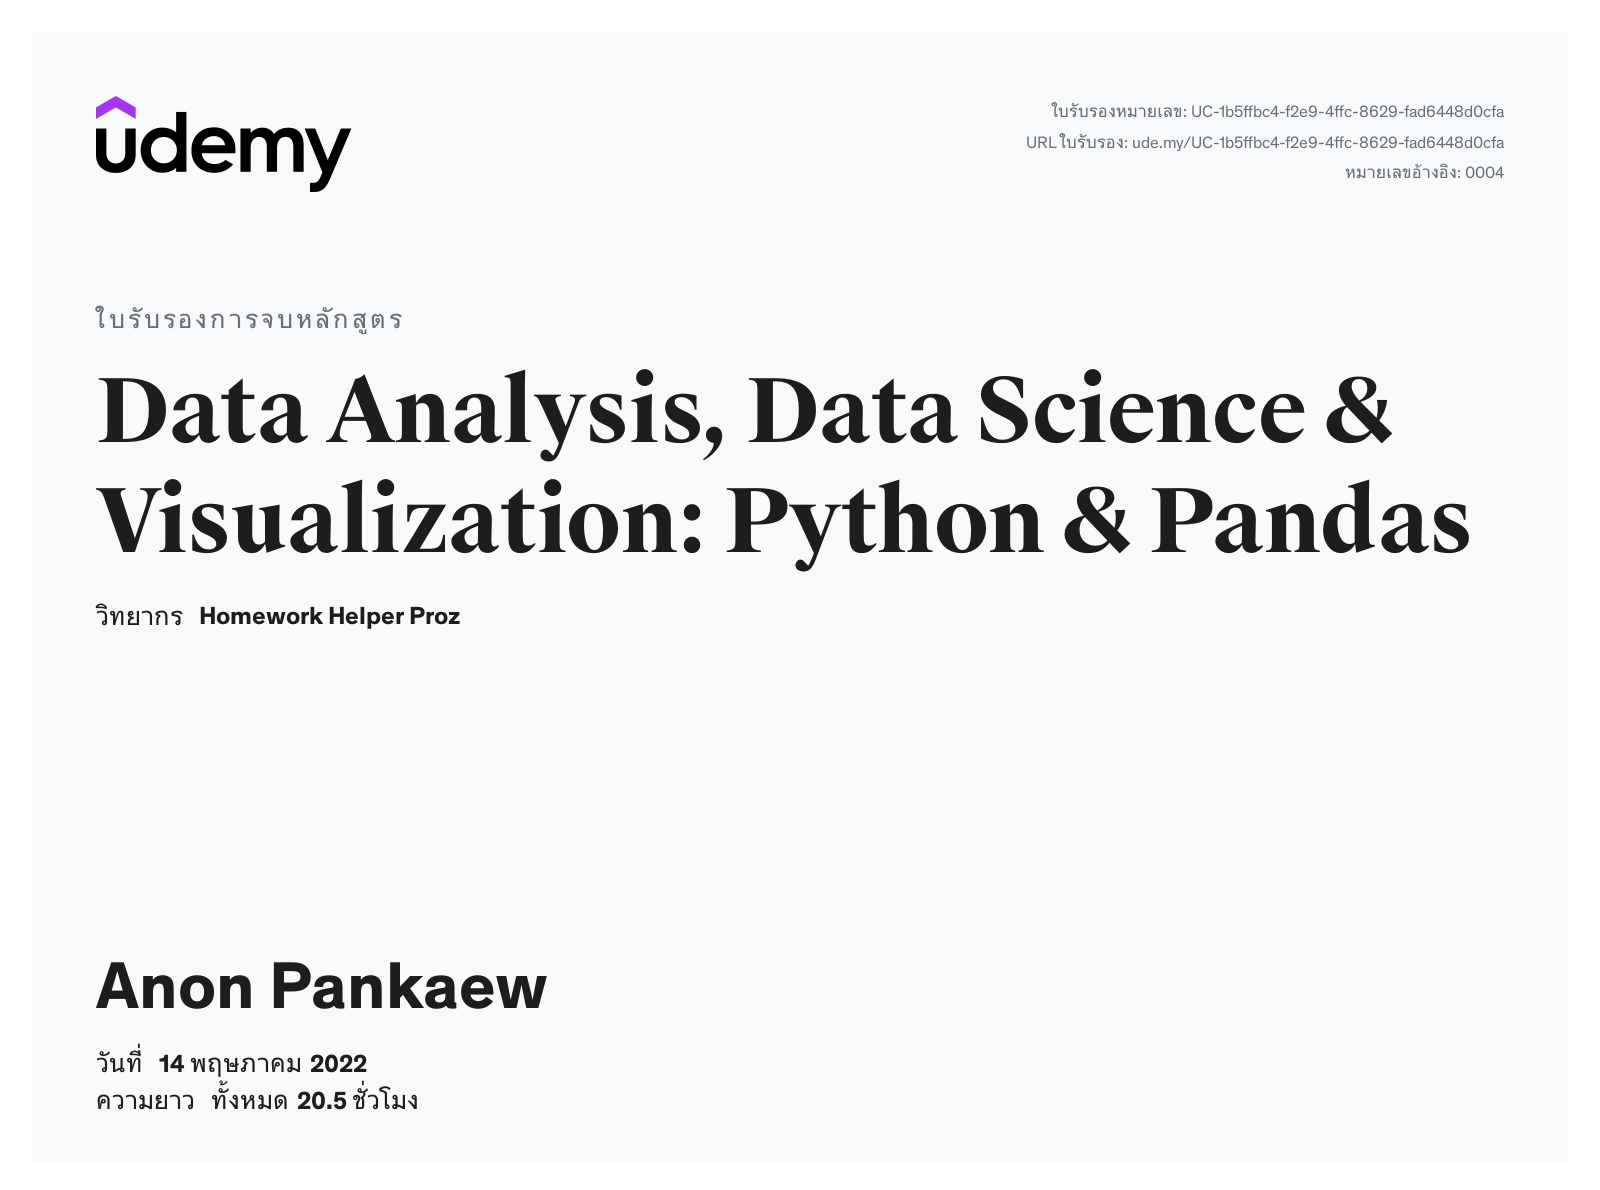 udemy
ใบรับรองหมายเลข: UC-1b5ffbc4-f2e9-4ffc-8629-fad6448d0cfa
URLใบรับรอง: ude.my/UC-1b5ffbc4-f2e9-4ffc-8629-fad6448d0cfa
หมายเลขอ้างอิง: 0004
ใบรับรองการจบหลักสูตร
Data Analysis, Data Science &
Visualization: Python & Pandas
วิทยากร Homework Helper Proz
Anon Pankaew
วันที่ 14 พฤษภาคม 2022
ความยาว ทั้งหมด 20.5 ชั่วโมง